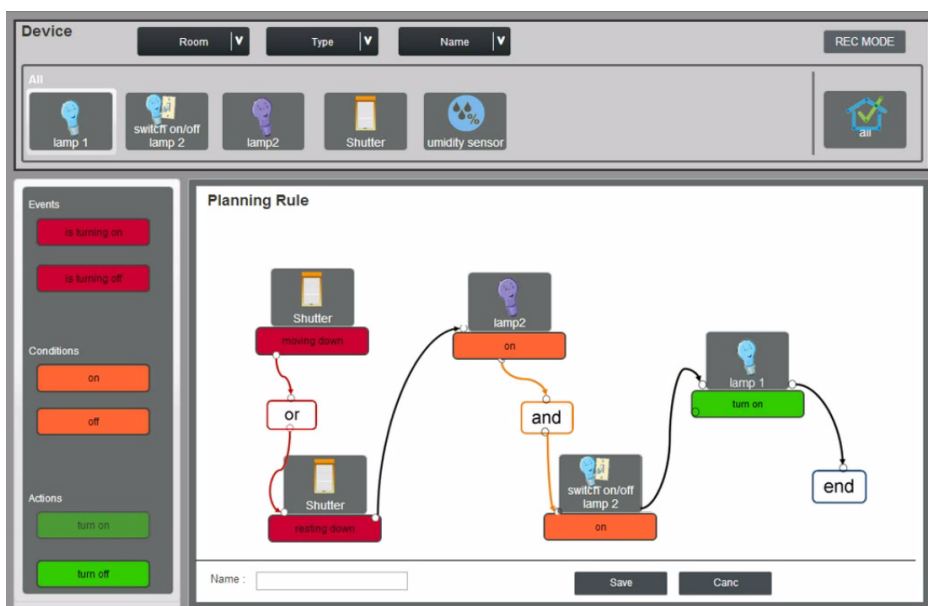 Device
Room V
Type V
Name V
REC MODE
All
lamp 1
switch on/off
lamp 2
lamp2
Shutter
umidity sensor
all
Events
is turning on
is turning off
Conditions
on
off
Actions
turn on
turn off
Planning Rule
Shutter
moving down
or
Shutter
resting down
lamp2
on
and
switch on/off
lamp 2
on
lamp 1
turn on
end
Name :
Save
Canc